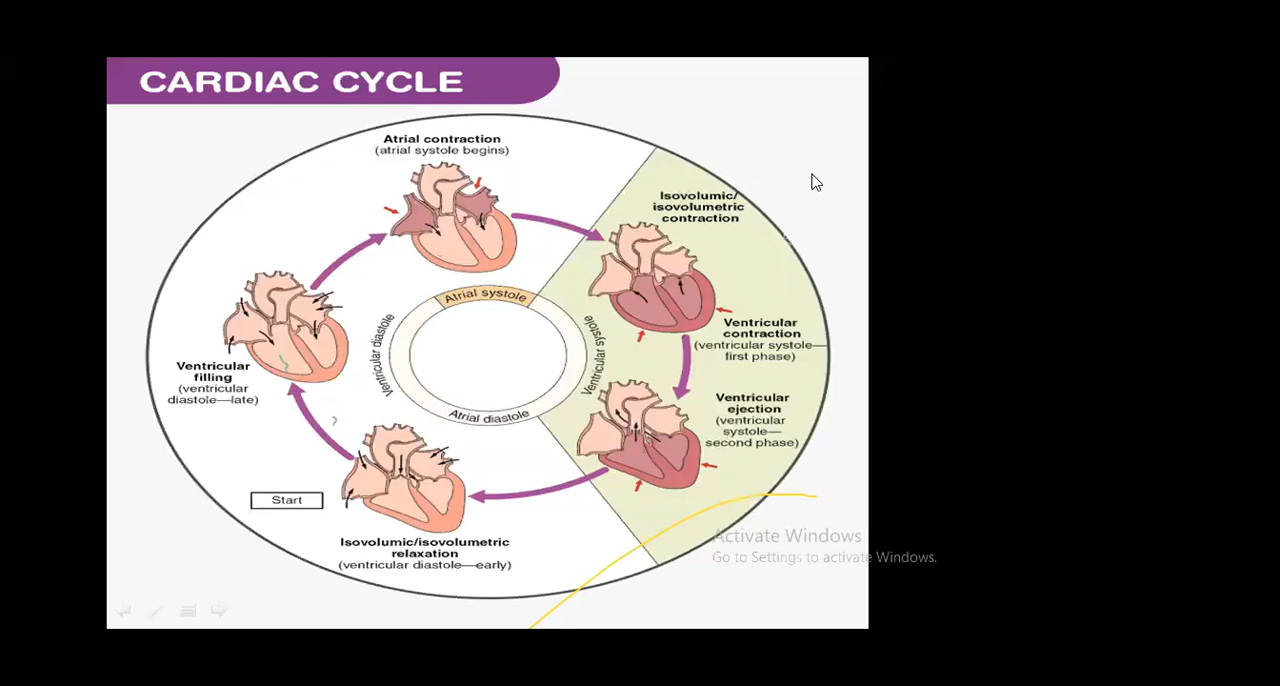 CARDIAC CYCLE
Atrial contraction
(atrial systole begins)
Isovolumic/
isovolumetric
contraction
Ventricular
contraction
(ventricular systole—
first phase)
Ventricular
ejection
(ventricular
systole—
second phase)
Isovolumic/isovolumetric
relaxation
(ventricular diastole—early)
Start
Ventricular
filling
(ventricular
diastole—late)
Atrial systole
Ventricular systole
Atrial diastole
Ventricular diastole
Activate Windows
Go to Settings to activate Windows.